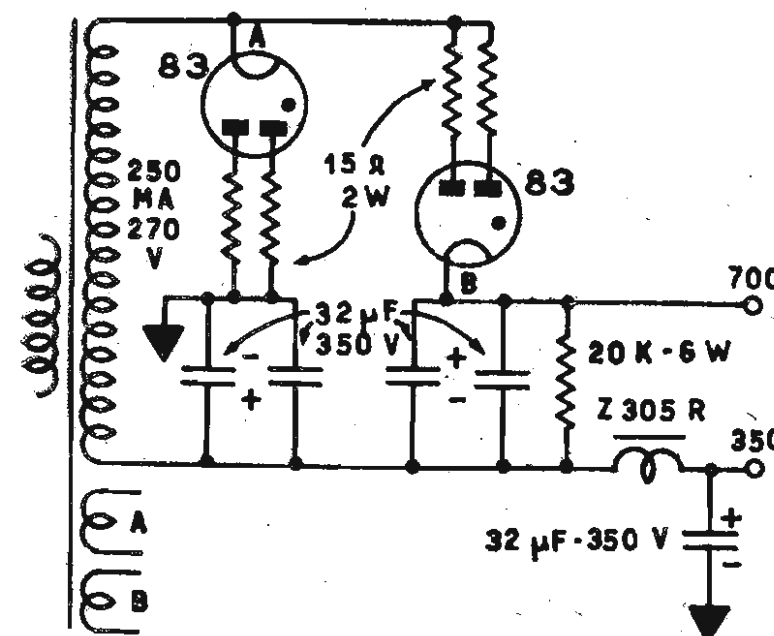 A
83
250
MA
270
V
15 Ω
2 W
83
B
32 µF
350 V
-
+
+
-
700
20 K - 6 W
Z 305 R
350
32 µF - 350 V
+
-
A
B